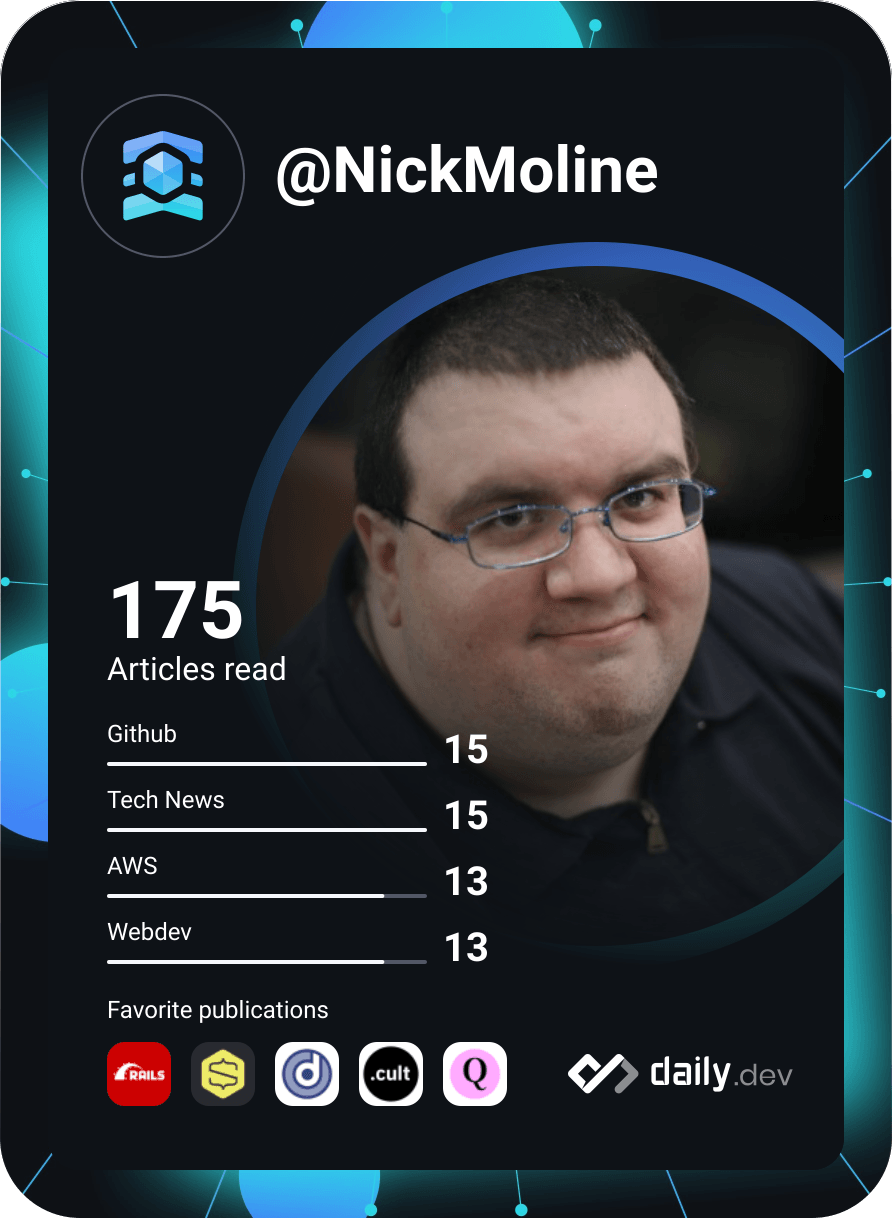 @NickMoline
175
Articles read
Github
15
Tech News
15
AWS
13
Webdev
13
Favorite publications
RAILS
S
d
.cult
Q
daily.dev